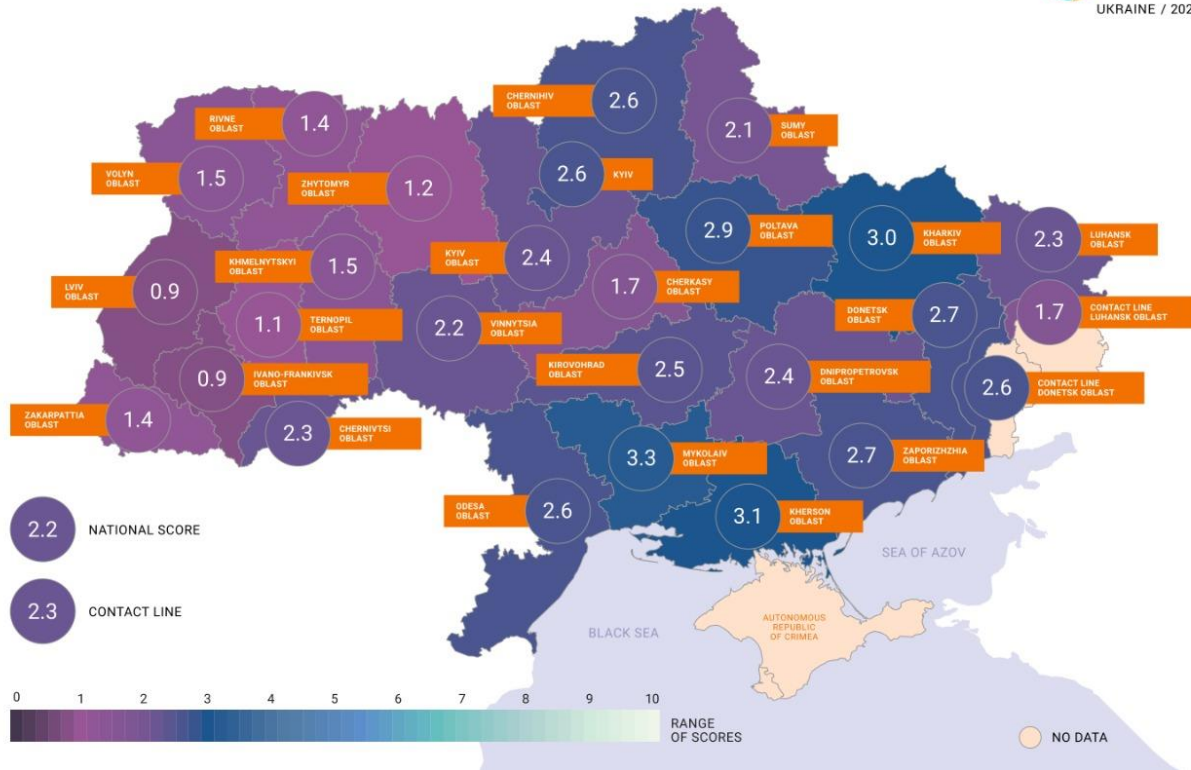 UKRAINE / 202
CHERNIHIV
OBLAST
2.6
RIVNE
OBLAST
1.4
2.1
SUMY
OBLAST
VOLYN
OBLAST
1.5
ZHYTOMYR
OBLAST
1.2
2.6
KYIV
2.9
POLTAVA
OBLAST
3.0
KHARKIV
OBLAST
2.3
LUHANSK
OBLAST
KHMELNYTSKYI
OBLAST
1.5
KYIV
OBLAST
2.4
LVIV
OBLAST
0.9
1.7
CHERKASY
OBLAST
DONETSK
OBLAST
2.7
1.7
CONTACT LINE
LUHANSK OBLAST
1.1
TERNOPIL
OBLAST
2.2
VINNYTSIA
OBLAST
0.9
IVANO-FRANKIVSK
OBLAST
KIROVOHRAD
OBLAST
2.5
2.4
DNIPROPETROVSK
OBLAST
2.6
CONTACT LINE
DONETSK OBLAST
ZAKARPATTIA
OBLAST
1.4
2.3
CHERNIVTSI
OBLAST
3.3
MYKOLAIV
OBLAST
2.7
ZAPORIZHZHIA
OBLAST
ODESA
OBLAST
2.6
3.1
KHERSON
OBLAST
2.2
NATIONAL SCORE
SEA OF AZOV
2.3
CONTACT LINE
BLACK SEA
AUTONOMOUS
REPUBLIC
OF CRIMEA
0 1 2 3 4 5 6 7 8 9 10
RANGE
OF SCORES
NO DATA